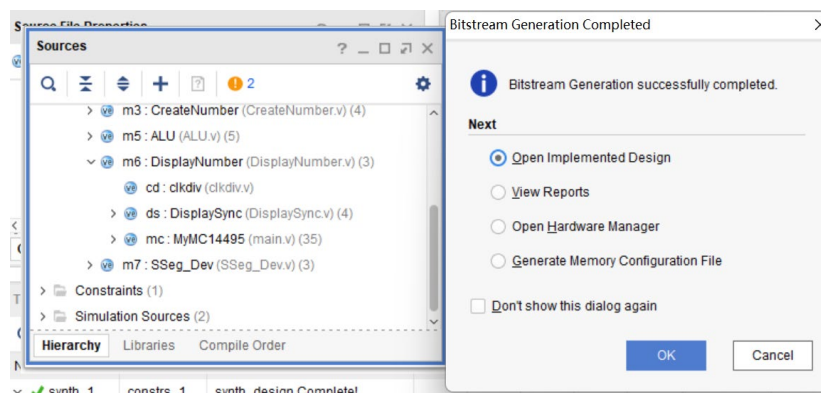 Source File Properties
Sources
? _
2
m3 : CreateNumber (CreateNumber.v) (4)
m5 : ALU (ALU.v) (5)
m6 : DisplayNumber (DisplayNumber.v) (3)
cd : clkdiv (clkdiv.v)
ds : DisplaySync (DisplaySync.v) (4)
mc : MyMC14495 (main.v) (35)
m7 : SSeg_Dev (SSeg_Dev.v) (3)
Constraints (1)
Simulation Sources (2)
Hierarchy Libraries Compile Order
synth_1 constrs_1 synth_design Complete!
Bitstream Generation Completed
Bitstream Generation successfully completed.
Next
Open Implemented Design
View Reports
Open Hardware Manager
Generate Memory Configuration File
Don't show this dialog again
OK Cancel